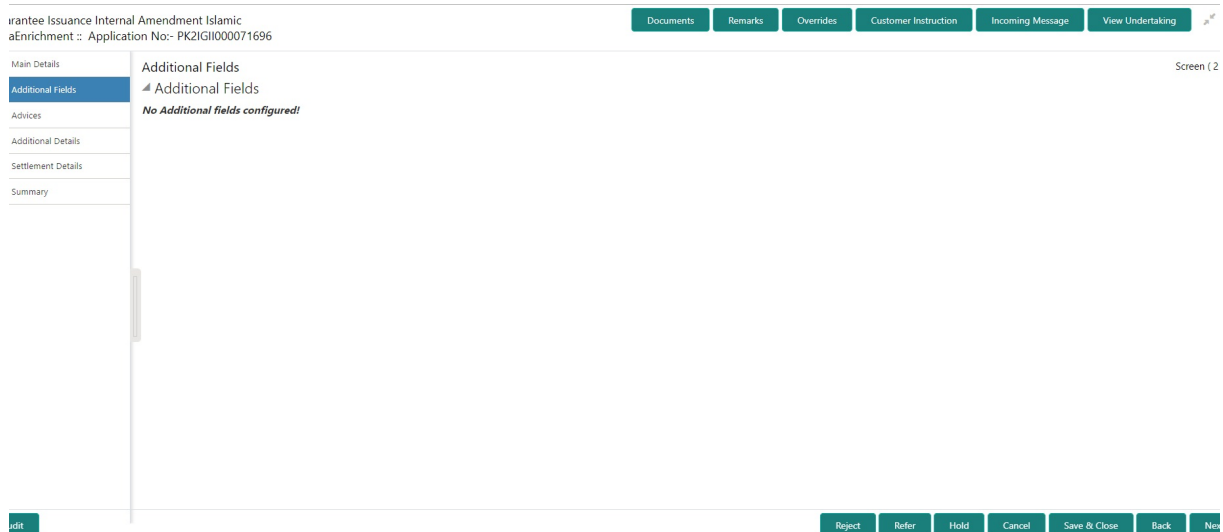 arantee Issuance Internal Amendment Islamic
Documents Remarks Overrides Customer Instruction Incoming Message View Undertaking
aEnrichment :: Application No:- PK2IGII000071696
Main Details
Additional Fields
Advices
Additional Details
Settlement Details
Summary
Additional Fields
Screen ( 2
Additional Fields
No Additional fields configured!
udit
Reject Refer Hold Cancel Save & Close Back Nex